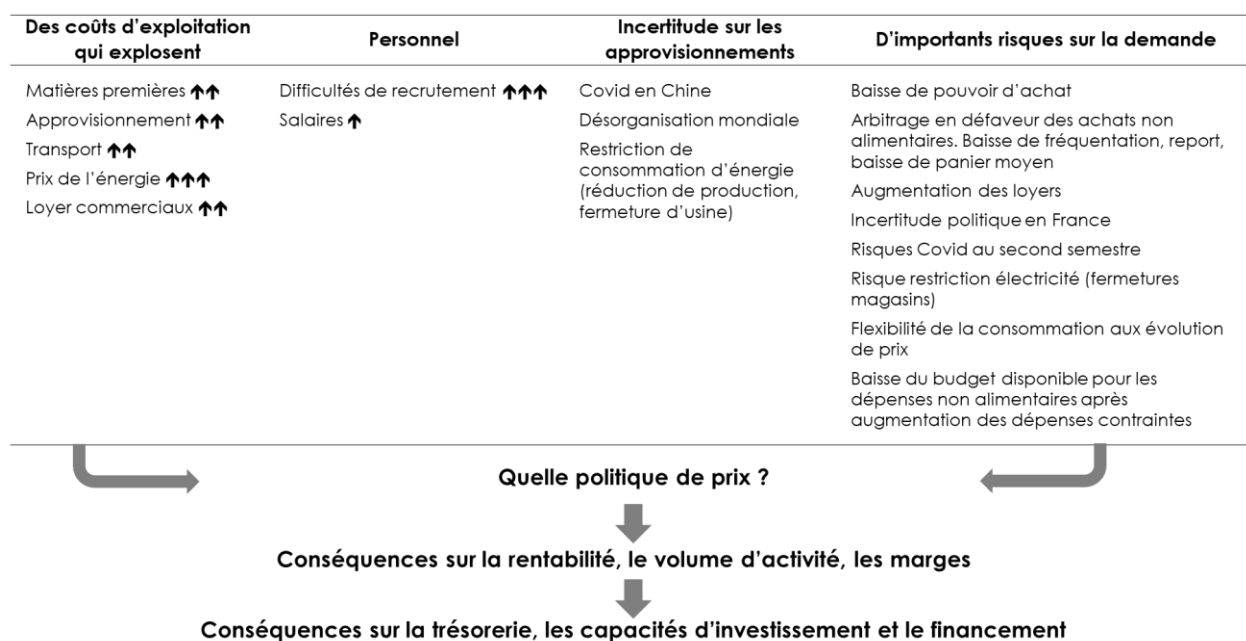 Des coûts d'exploitation
qui explosent
Personnel
Incertitude sur les
approvisionnements
D'importants risques sur la demande
Matières premières 🡹🡹
Approvisionnement 🡹🡹
Transport 🡹🡹
Prix de l'énergie 🡹🡹🡹
Loyer commerciaux 🡹🡹
Difficultés de recrutement 🡹🡹🡹
Salaires 🡹
Covid en Chine
Désorganisation mondiale
Restriction de
consommation d'énergie
(réduction de production,
fermeture d'usine)
Baisse de pouvoir d'achat
Arbitrage en défaveur des achats non
alimentaires. Baisse de fréquentation, report,
baisse de panier moyen
Augmentation des loyers
Incertitude politique en France
Risques Covid au second semestre
Risque restriction électricité (fermetures
magasins)
Flexibilité de la consommation aux évolution
de prix
Baisse du budget disponible pour les
dépenses non alimentaires après
augmentation des dépenses contraintes
Quelle politique de prix ?
Conséquences sur la rentabilité, le volume d'activité, les marges
Conséquences sur la trésorerie, les capacités d'investissement et le financement